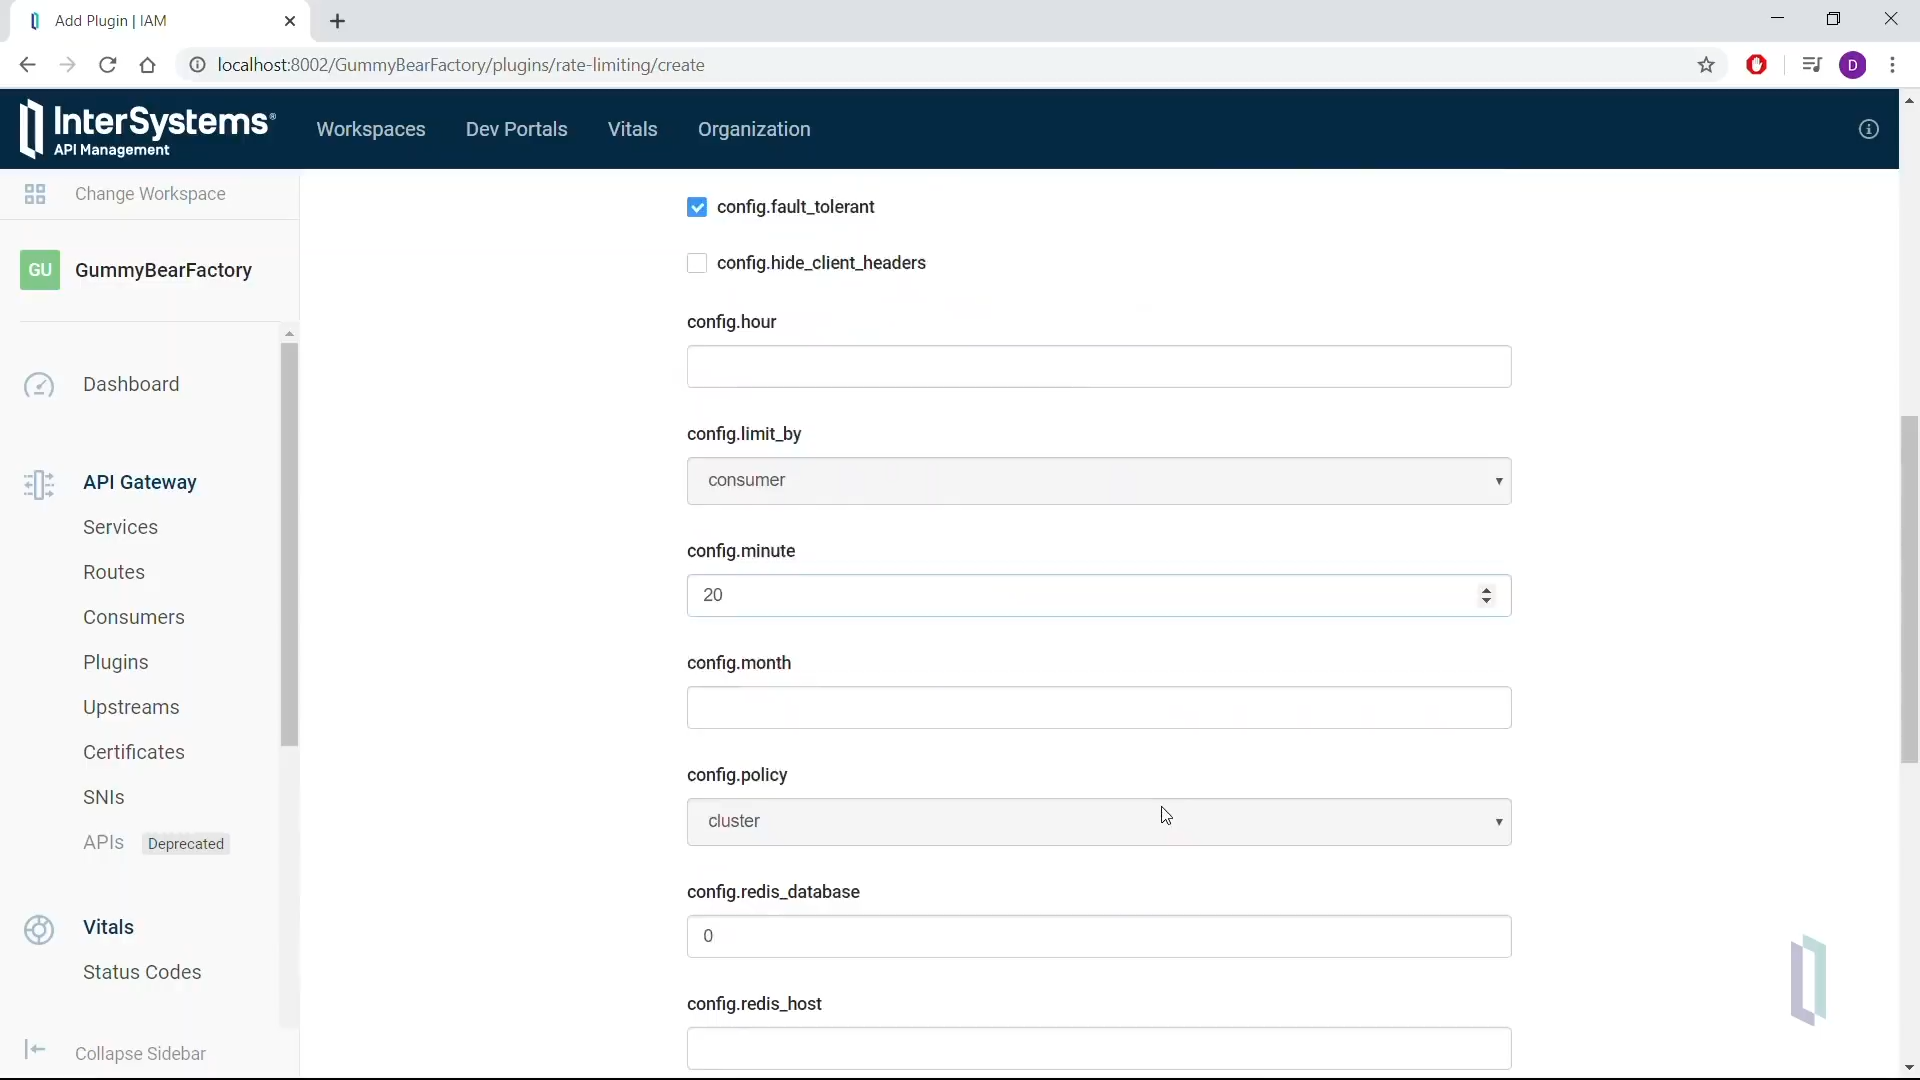 Add Plugin | IAM
localhost:8002/GummyBearFactory/plugins/rate-limiting/create
D
InterSystems®
API Management
Workspaces
Dev Portals
Vitals
Organization
Change Workspace
GU
GummyBearFactory
Dashboard
API Gateway
Services
Routes
Consumers
Plugins
Upstreams
Certificates
SNIs
APIs
Deprecated
Vitals
Status Codes
Collapse Sidebar
config.fault_tolerant
config.hide_client_headers
config.hour
config.limit_by
consumer
config.minute
20
config.month
config.policy
cluster
config.redis_database
0
config.redis_host